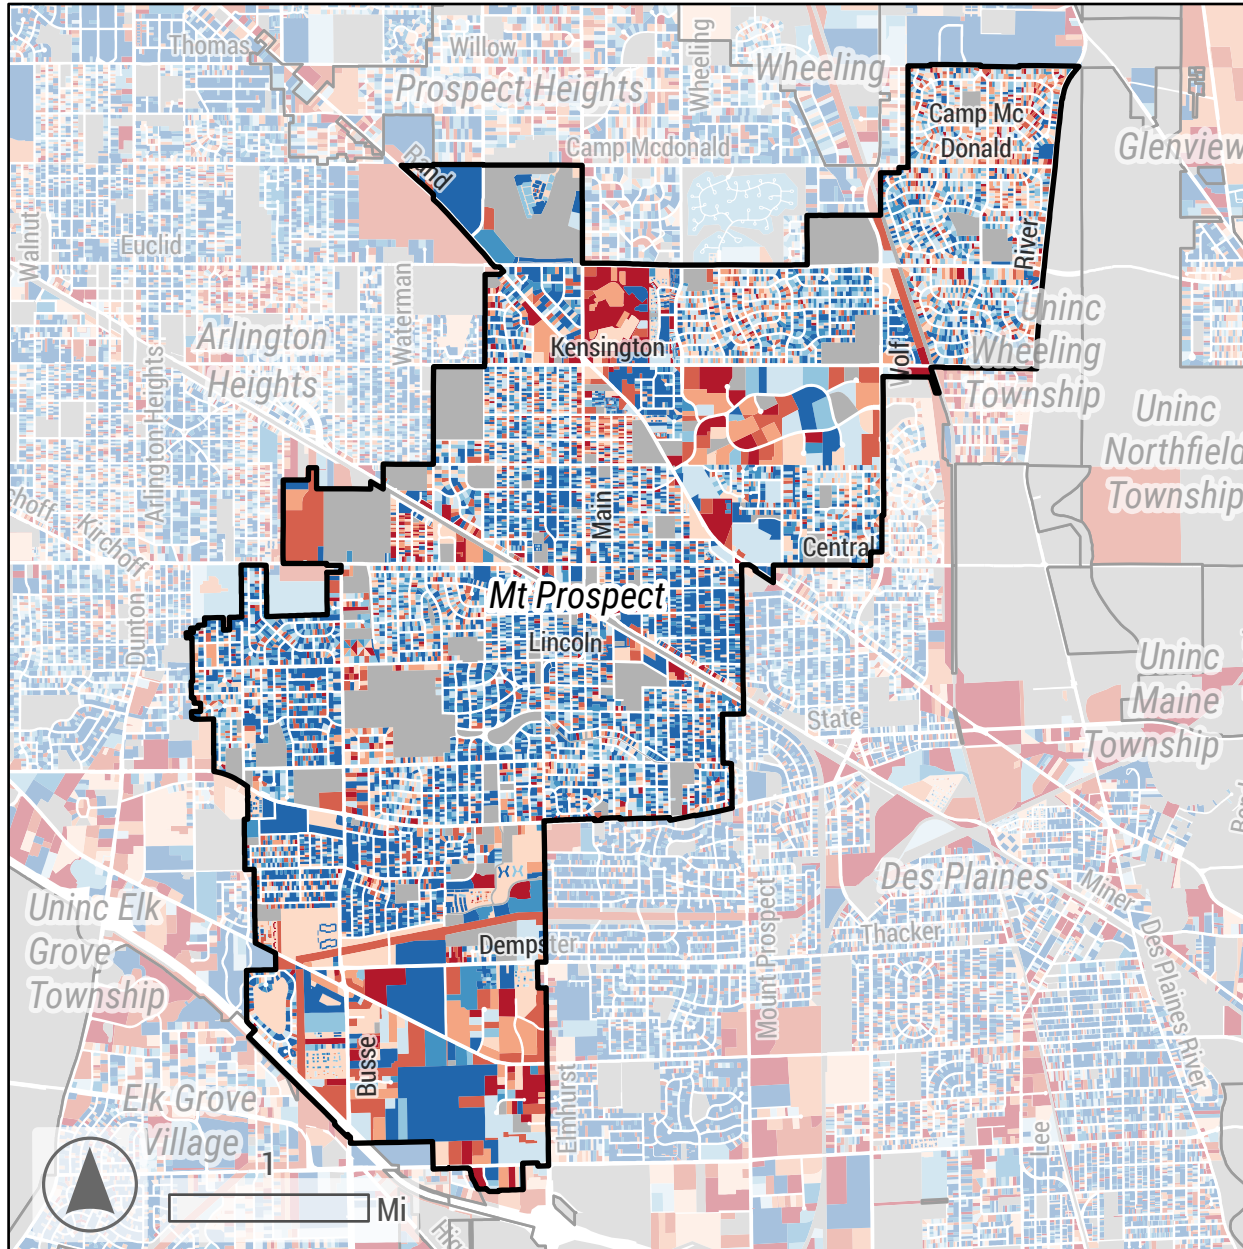 Thomas
Willow
Wheeling
Wheeling
Prospect Heights
Camp Mc
Donald
Camp Mcdonald
Glenview
Rand
Walnut
Euclid
River
Waterman
Uninc
Wheeling
Township
Arlington
Heights
Kensington
Wolf
Arlington Heights
Uninc
Northfield
Township
Kirchoff
Main
Central
Dunton
Mt Prospect
Lincoln
Uninc
Maine
Township
State
Des Plaines
Miner
Mount Prospect
Uninc Elk
Grove
Township
Dempster
Thacker
Des Plaines River
Busse
Elmhurst
Elk Grove
Village
Lee
1
Mi